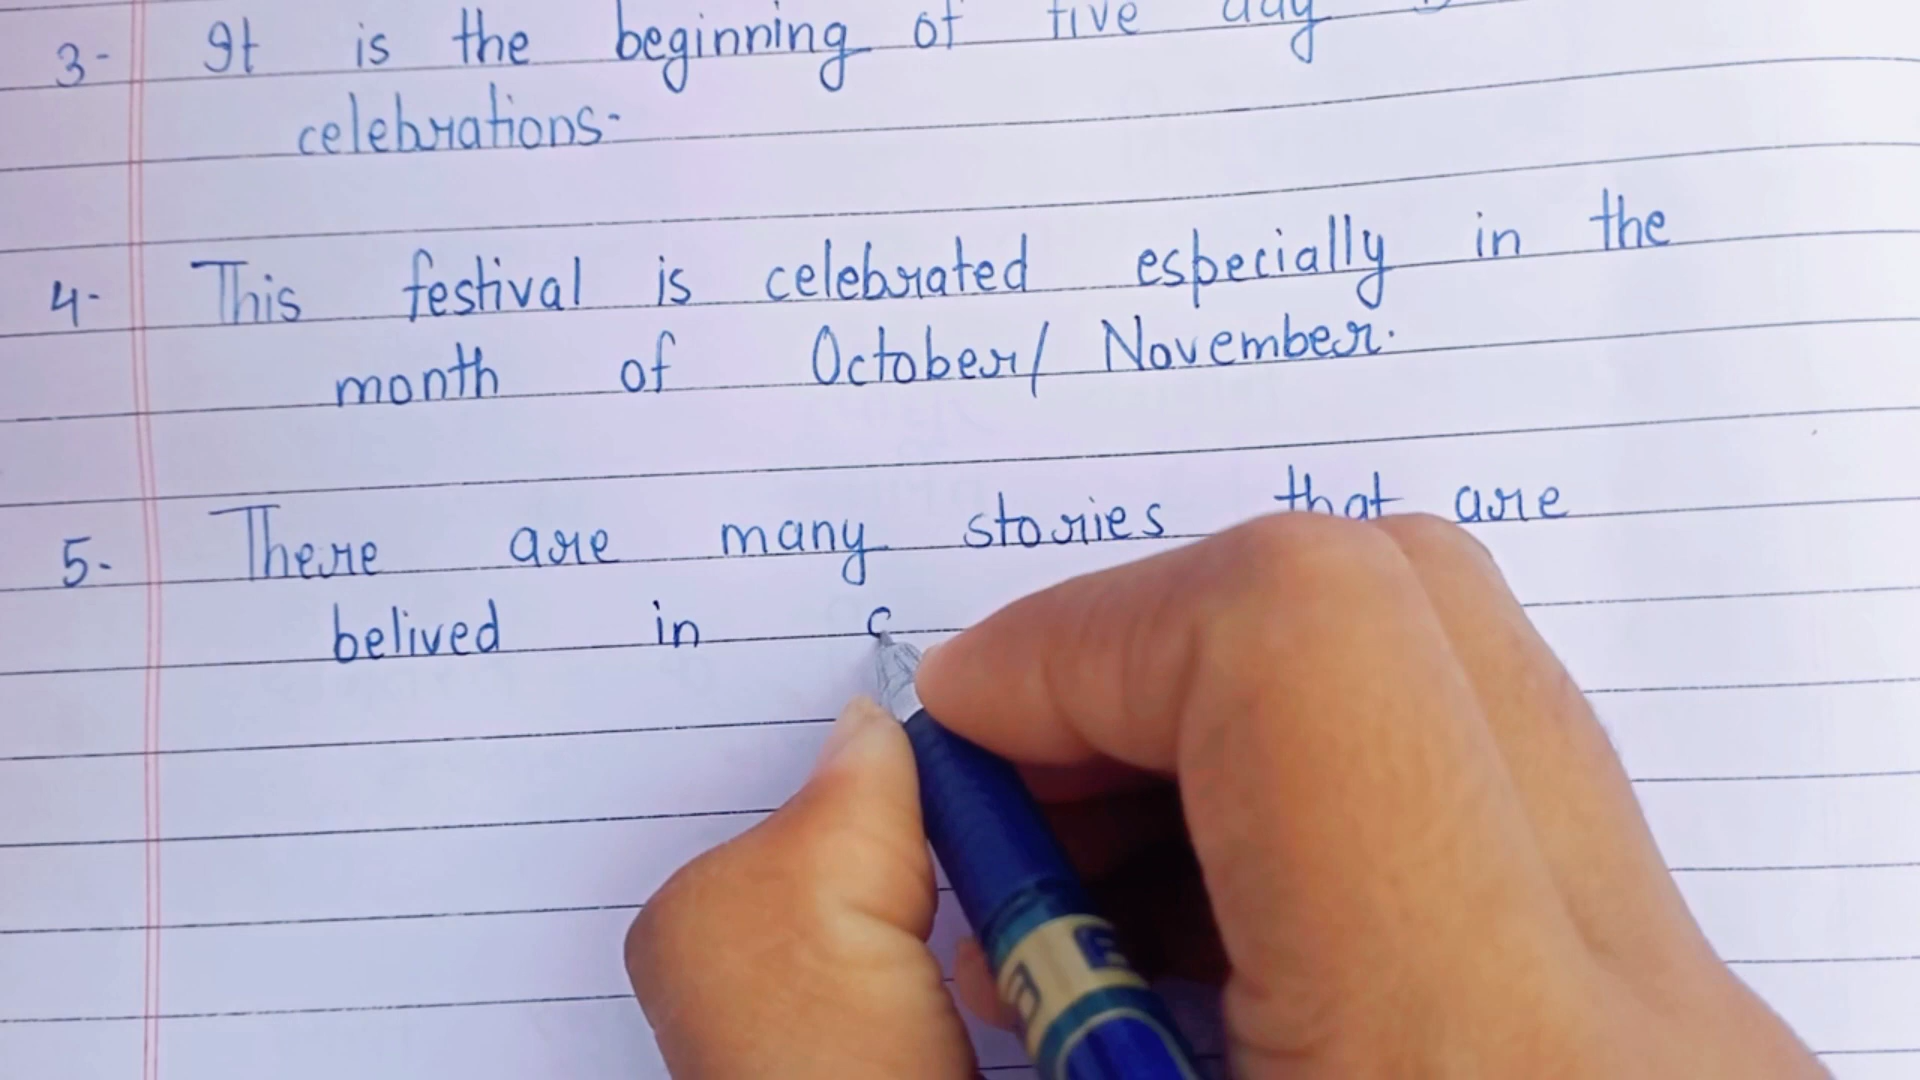 3- It is the beginning of five day
celebrations.
4- This festival is celebrated especially in the
month of October/ November.
5. There are many stories that are
belived in c